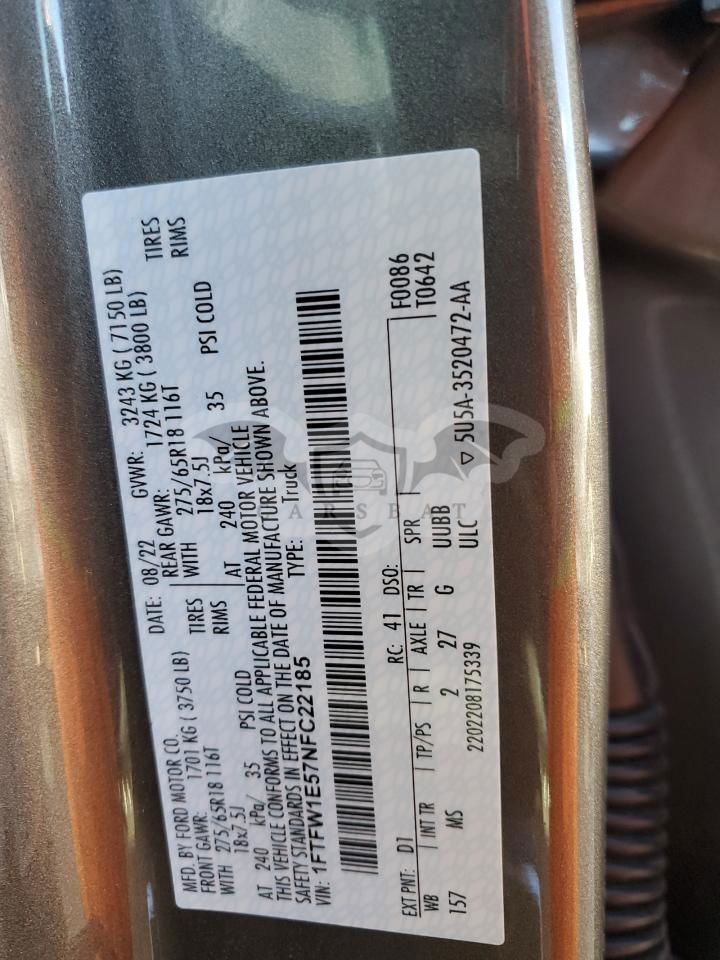 MFD. BY FORD MOTOR CO. DATE: 08/22 GVWR: 3243 KG ( 7150 LB)
FRONT GAWR: 1701 KG ( 3750 LB) REAR GAWR: 1724 KG ( 3800 LB)
WITH 275/65R18 116T TIRES WITH 275/65R18 116T TIRES
18x7.5J RIMS 18x7.5J RIMS
AT 240 kPa/ 35 PSI COLD AT 240 kPa/ 35 PSI COLD
THIS VEHICLE CONFORMS TO ALL APPLICABLE FEDERAL MOTOR VEHICLE
SAFETY STANDARDS IN EFFECT ON THE DATE OF MANUFACTURE SHOWN ABOVE.
VIN: 1FTFW1E57NFC22185 TYPE: Truck
EXT PNT: D1 RC: 41 DSO: F0086
WB INT TR TP/PS R AXLE TR SPR T0642
157 MS 2 27 G UUBB
2202208175339 ULC ▽ 5U5A-3520472-AA
CARSEAT